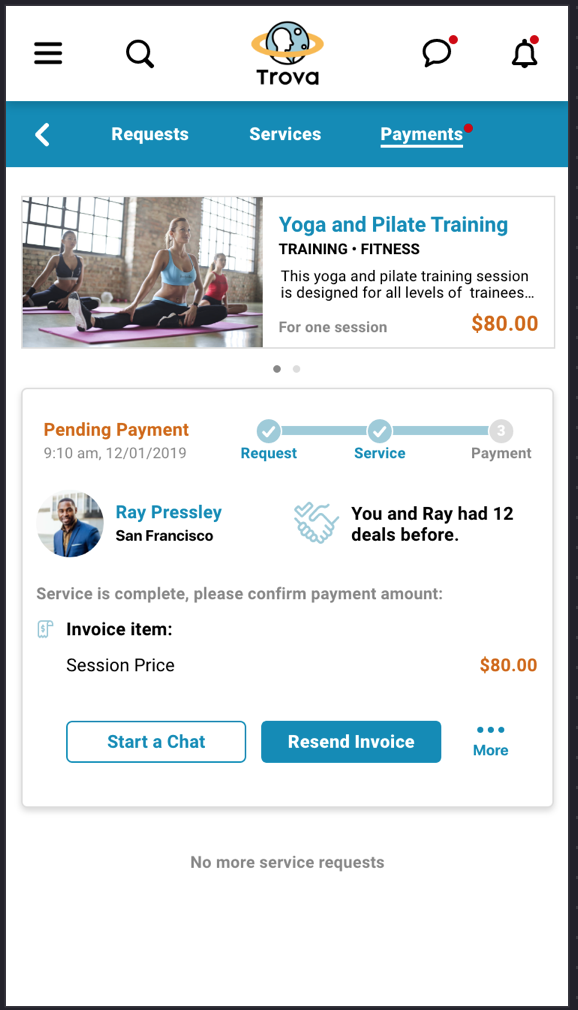 Trova
Requests
Services
Payments
Yoga and Pilate Training
TRAINING • FITNESS
This yoga and pilate training session
is designed for all levels of trainees...
For one session
$80.00
Pending Payment
9:10 am, 12/01/2019
Request
Service
3
Payment
Ray Pressley
San Francisco
You and Ray had 12
deals before.
Service is complete, please confirm payment amount:
$
Invoice item:
Session Price
$80.00
Start a Chat
Resend Invoice
More
No more service requests